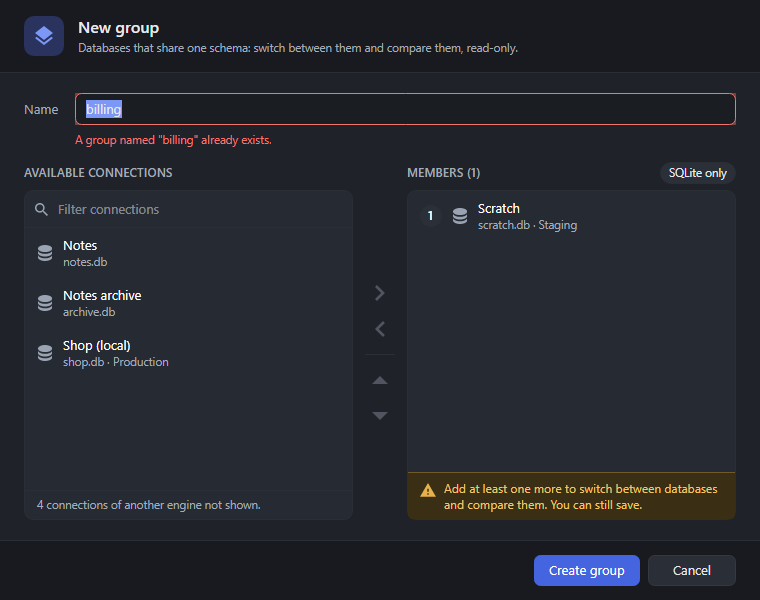 New group
Databases that share one schema: switch between them and compare them, read-only.
Name
billing
A group named "billing" already exists.
AVAILABLE CONNECTIONS
Filter connections
Notes
notes.db
Notes archive
archive.db
Shop (local)
shop.db · Production
4 connections of another engine not shown.
MEMBERS (1)
SQLite only
1
Scratch
scratch.db · Staging
Add at least one more to switch between databases
and compare them. You can still save.
Create group
Cancel